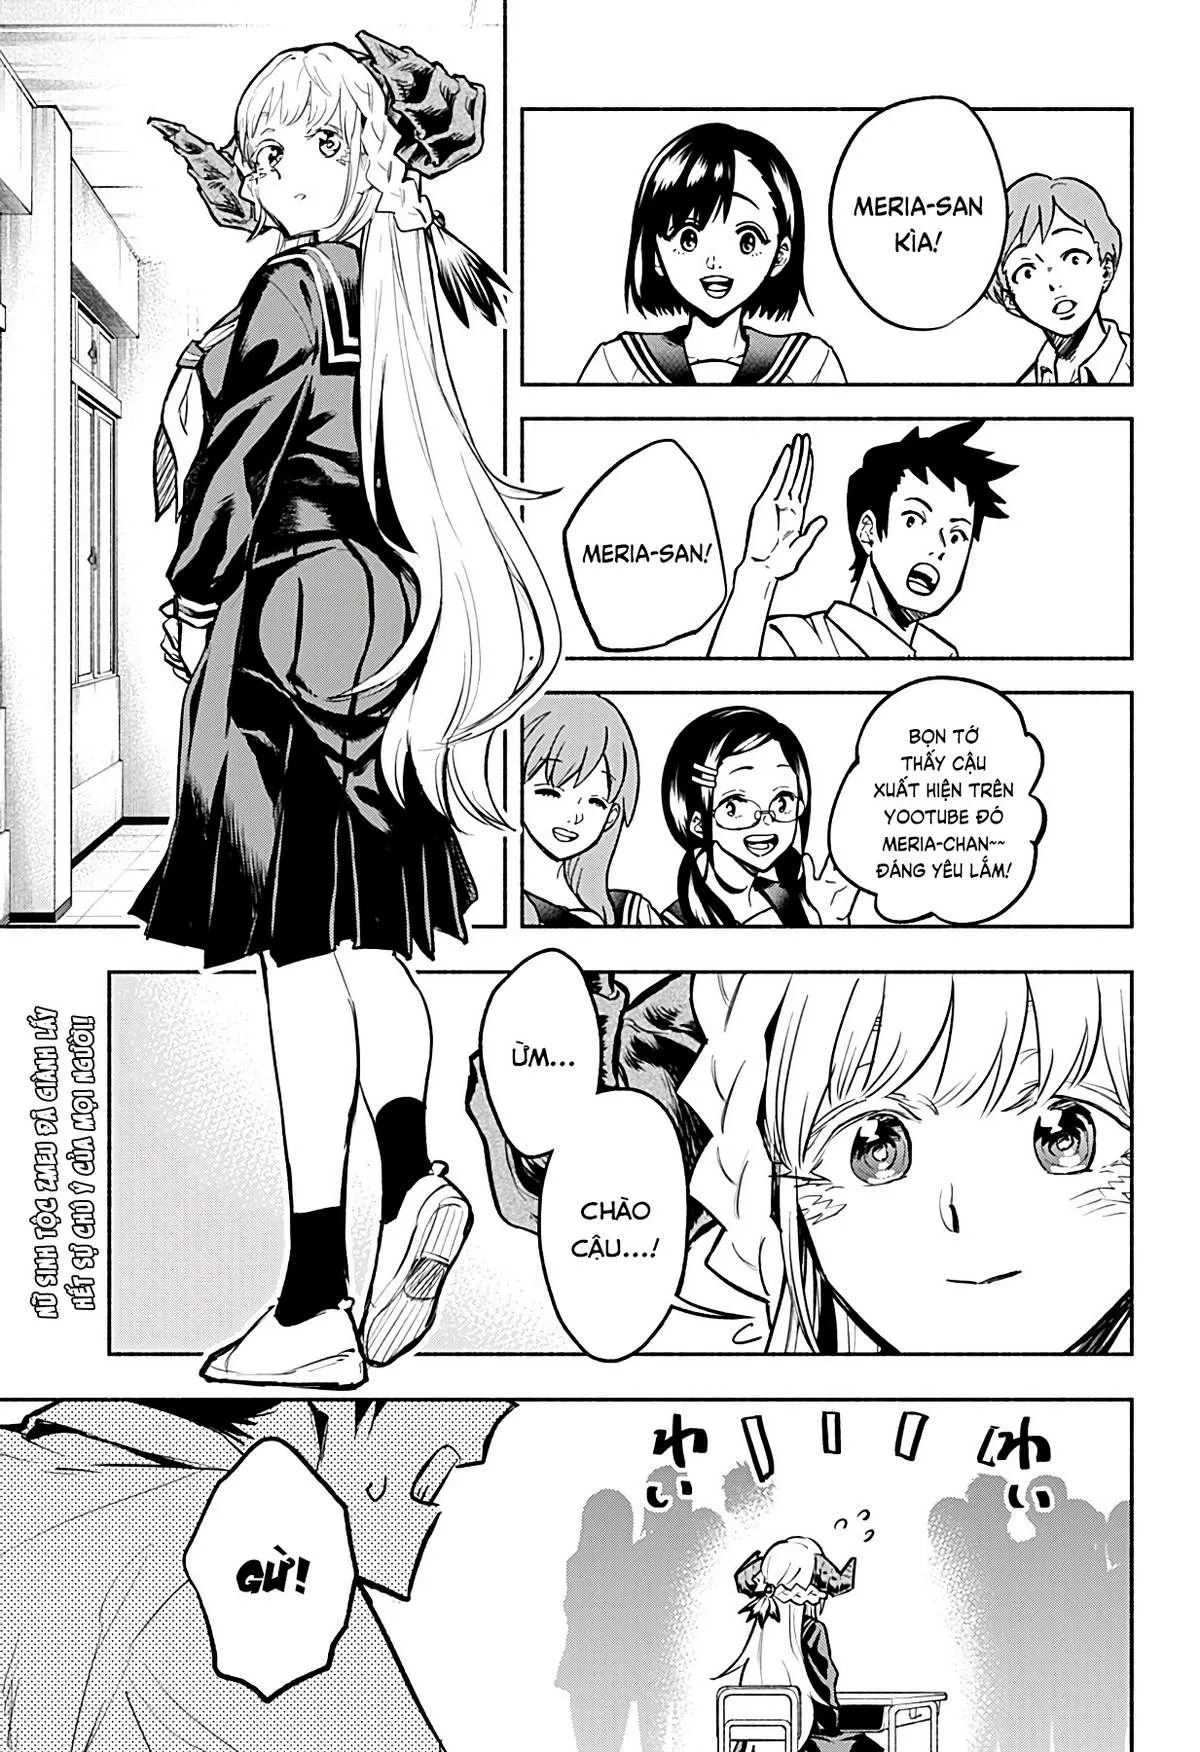 MERIA-SAN
KÌA!
MERIA-SAN!
BỌN TỚ
THẤY CẬU
XUẤT HIỆN TRÊN
YOOTUBE ĐÓ
MERIA-CHAN~~
ĐÁNG YÊU LẮM!
ỪM...
CHÀO
CẬU...!
NỮ SINH TỘC ZMEU ĐÃ GIÀNH LẤY
HẾT SỰ CHÚ Ý CỦA MỌI NGƯỜI!
わい
わい
GỪ!